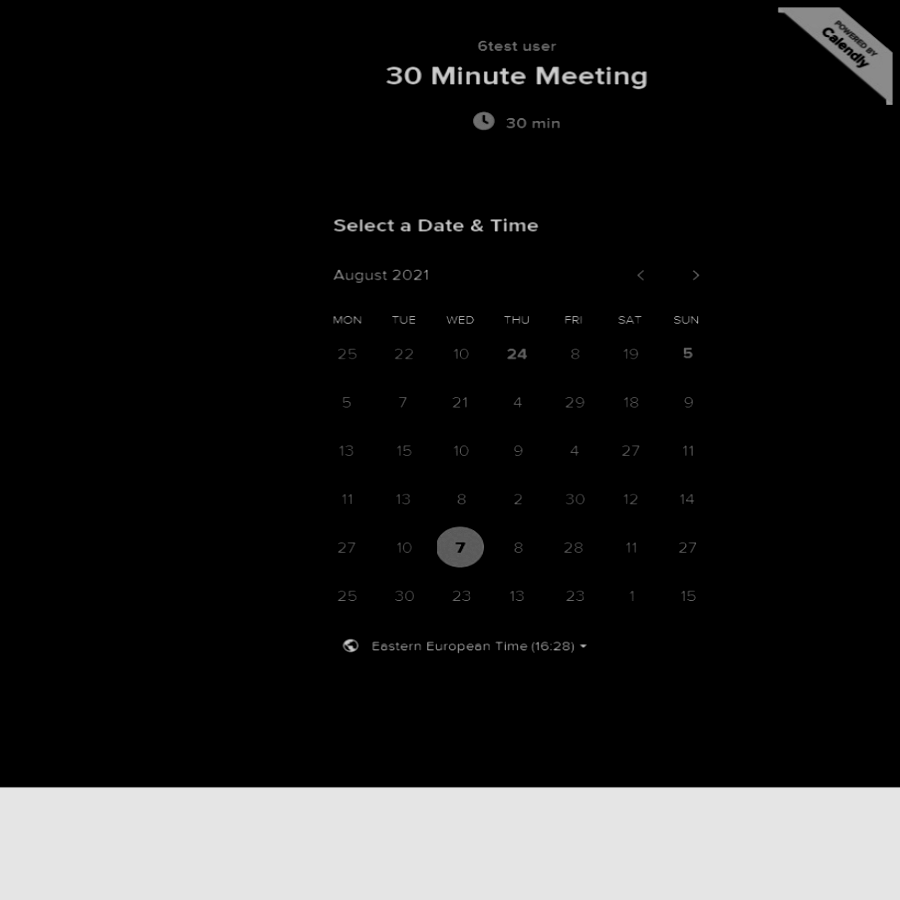 POWERED BY
Calendly
6test user
30 Minute Meeting
30 min
Select a Date & Time
August 2021 < >
MON TUE WED THU FRI SAT SUN
25 22 10 24 8 19 5
5 7 21 4 29 18 9
13 15 10 9 4 27 11
11 13 8 2 30 12 14
27 10 7 8 28 11 27
25 30 23 13 23 1 15
Eastern European Time (16:28)